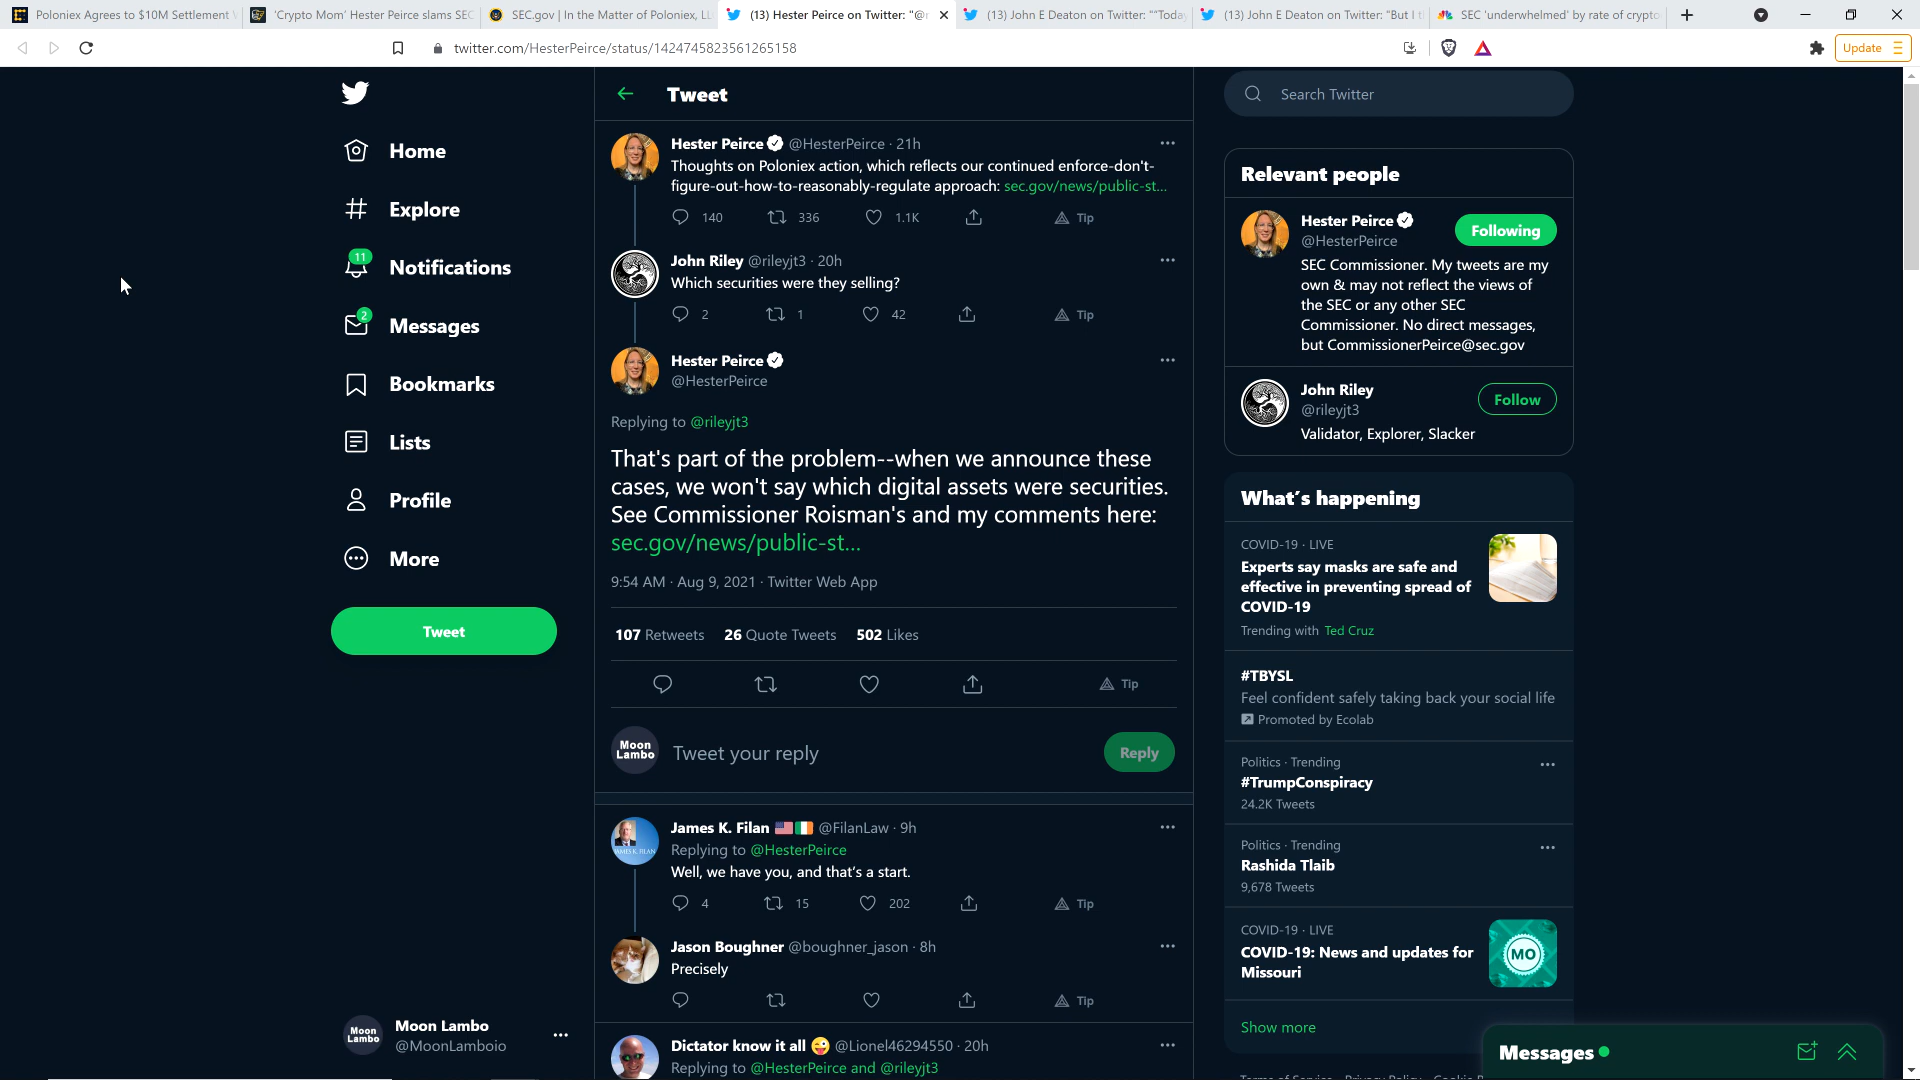 Poloniex Agrees to $10M Settlement
'Crypto Mom' Hester Peirce slams SEC
SEC.gov | In the Matter of Poloniex, LL
(13) Hester Peirce on Twitter: "@r
(13) John E Deaton on Twitter: ""Today
(13) John E Deaton on Twitter: "But I t
SEC 'underwhelmed' by rate of crypto
twitter.com/HesterPeirce/status/1424745823561265158
Update
Home
Explore
11
Notifications
2
Messages
Bookmarks
Lists
Profile
More
Tweet
Moon Lambo
Moon Lambo
@MoonLamboio
Tweet
Hester Peirce @HesterPeirce · 21h
Thoughts on Poloniex action, which reflects our continued enforce-don't-
figure-out-how-to-reasonably-regulate approach: sec.gov/news/public-st...
140 336 1.1K Tip
John Riley @rileyjt3 · 20h
Which securities were they selling?
2 1 42 Tip
Hester Peirce
@HesterPeirce
Replying to @rileyjt3
That's part of the problem--when we announce these
cases, we won't say which digital assets were securities.
See Commissioner Roisman's and my comments here:
sec.gov/news/public-st...
9:54 AM · Aug 9, 2021 · Twitter Web App
107 Retweets 26 Quote Tweets 502 Likes
Tip
Moon Lambo
Tweet your reply
Reply
James K. Filan @FilanLaw · 9h
Replying to @HesterPeirce
Well, we have you, and that's a start.
4 15 202 Tip
Jason Boughner @boughner_jason · 8h
Precisely
Tip
Dictator know it all @Lionel46294550 · 20h
Replying to @HesterPeirce and @rileyjt3
Search Twitter
Relevant people
Hester Peirce
@HesterPeirce
Following
SEC Commissioner. My tweets are my
own & may not reflect the views of
the SEC or any other SEC
Commissioner. No direct messages,
but CommissionerPeirce@sec.gov
John Riley
@rileyjt3
Follow
Validator, Explorer, Slacker
What's happening
COVID-19 · LIVE
Experts say masks are safe and
effective in preventing spread of
COVID-19
Trending with Ted Cruz
#TBYSL
Feel confident safely taking back your social life
Promoted by Ecolab
Politics · Trending
#TrumpConspiracy
24.2K Tweets
Politics · Trending
Rashida Tlaib
9,678 Tweets
COVID-19 · LIVE
COVID-19: News and updates for
Missouri
MO
Show more
Messages